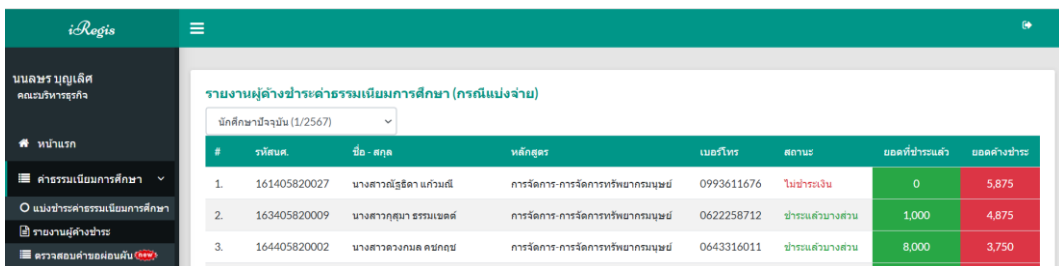 iRegis
นนลษร บุญเลิศ
คณะบริหารธุรกิจ
หน้าแรก
ค่าธรรมเนียมการศึกษา
แบ่งชำระค่าธรรมเนียมการศึกษา
รายงานผู้ค้างชำระ
ตรวจสอบคำขอผ่อนผัน new
รายงานผู้ค้างชำระค่าธรรมเนียมการศึกษา (กรณีแบ่งจ่าย)
นักศึกษาปัจจุบัน (1/2567)
# รหัสนศ. ชื่อ - สกุล หลักสูตร เบอร์โทร สถานะ ยอดที่ชำระแล้ว ยอดค้างชำระ
1. 161405820027 นางสาวณัฐธิดา แก้วมณี การจัดการ-การจัดการทรัพยากรมนุษย์ 0993611676 ไม่ชำระเงิน 0 5,875
2. 163405820009 นางสาวกุสุมา ธรรมเขตต์ การจัดการ-การจัดการทรัพยากรมนุษย์ 0622258712 ชำระแล้วบางส่วน 1,000 4,875
3. 164405820002 นางสาวดวงกมล คชกฤช การจัดการ-การจัดการทรัพยากรมนุษย์ 0643316011 ชำระแล้วบางส่วน 8,000 3,750